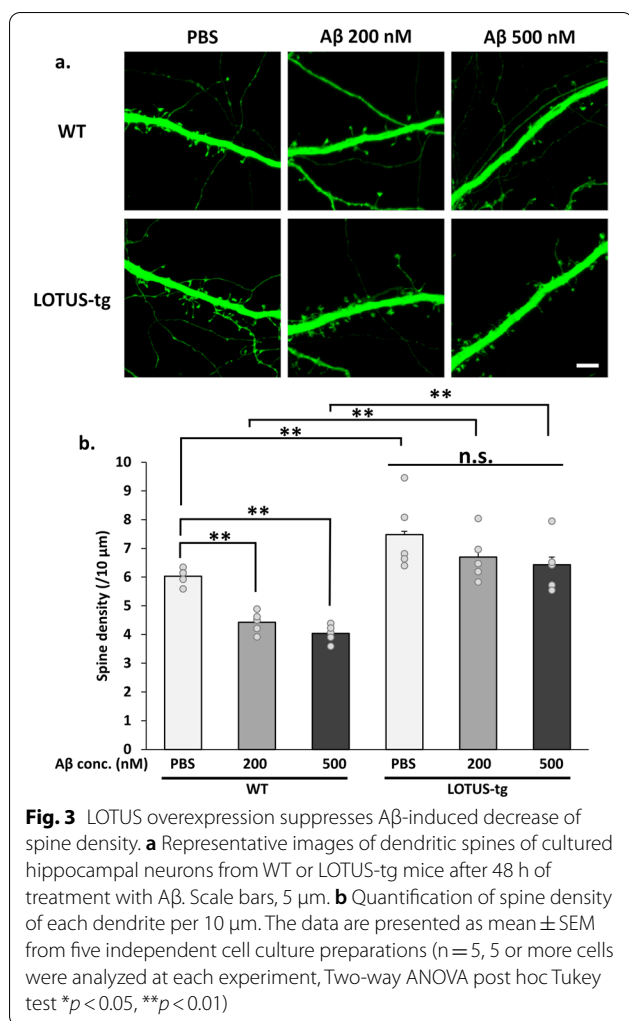 PBS Aβ 200 nM Aβ 500 nM
a.
WT
LOTUS-tg
**
**
**
b.
**
n.s.
**
**
10
9
8
7
6
5
4
3
2
1
0
Spine density (/10 μm)
Aβ conc. (nM) PBS 200 500 PBS 200 500
WT LOTUS-tg
Fig. 3 LOTUS overexpression suppresses Aβ-induced decrease of
spine density. a Representative images of dendritic spines of cultured
hippocampal neurons from WT or LOTUS-tg mice after 48 h of
treatment with Aβ. Scale bars, 5 μm. b Quantification of spine density
of each dendrite per 10 μm. The data are presented as mean ± SEM
from five independent cell culture preparations (n = 5, 5 or more cells
were analyzed at each experiment, Two-way ANOVA post hoc Tukey
test *p < 0.05, **p < 0.01)